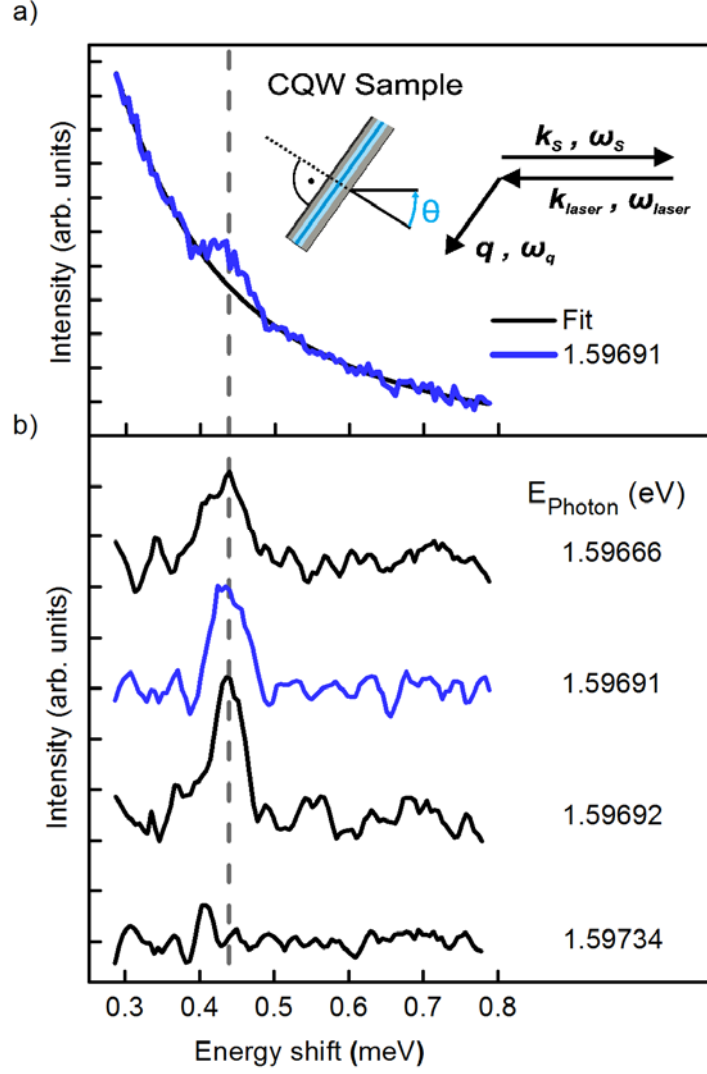 a)
CQW Sample
θ
k_s , ω_s
k_laser , ω_laser
q , ω_q
Intensity (arb. units)
Fit
1.59691
b)
E_Photon (eV)
1.59666
1.59691
1.59692
1.59734
Intensity (arb. units)
0.3 0.4 0.5 0.6 0.7 0.8
Energy shift (meV)